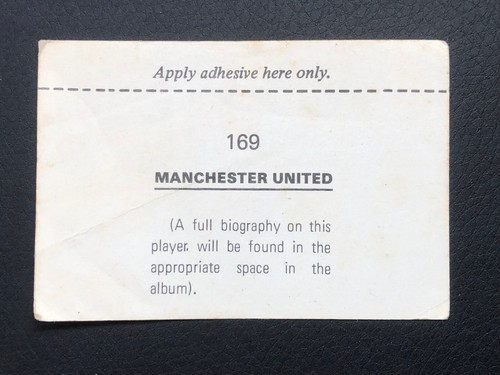 Apply adhesive here only.
169
MANCHESTER UNITED
(A full biography on this
player. will be found in the
appropriate space in the
album).